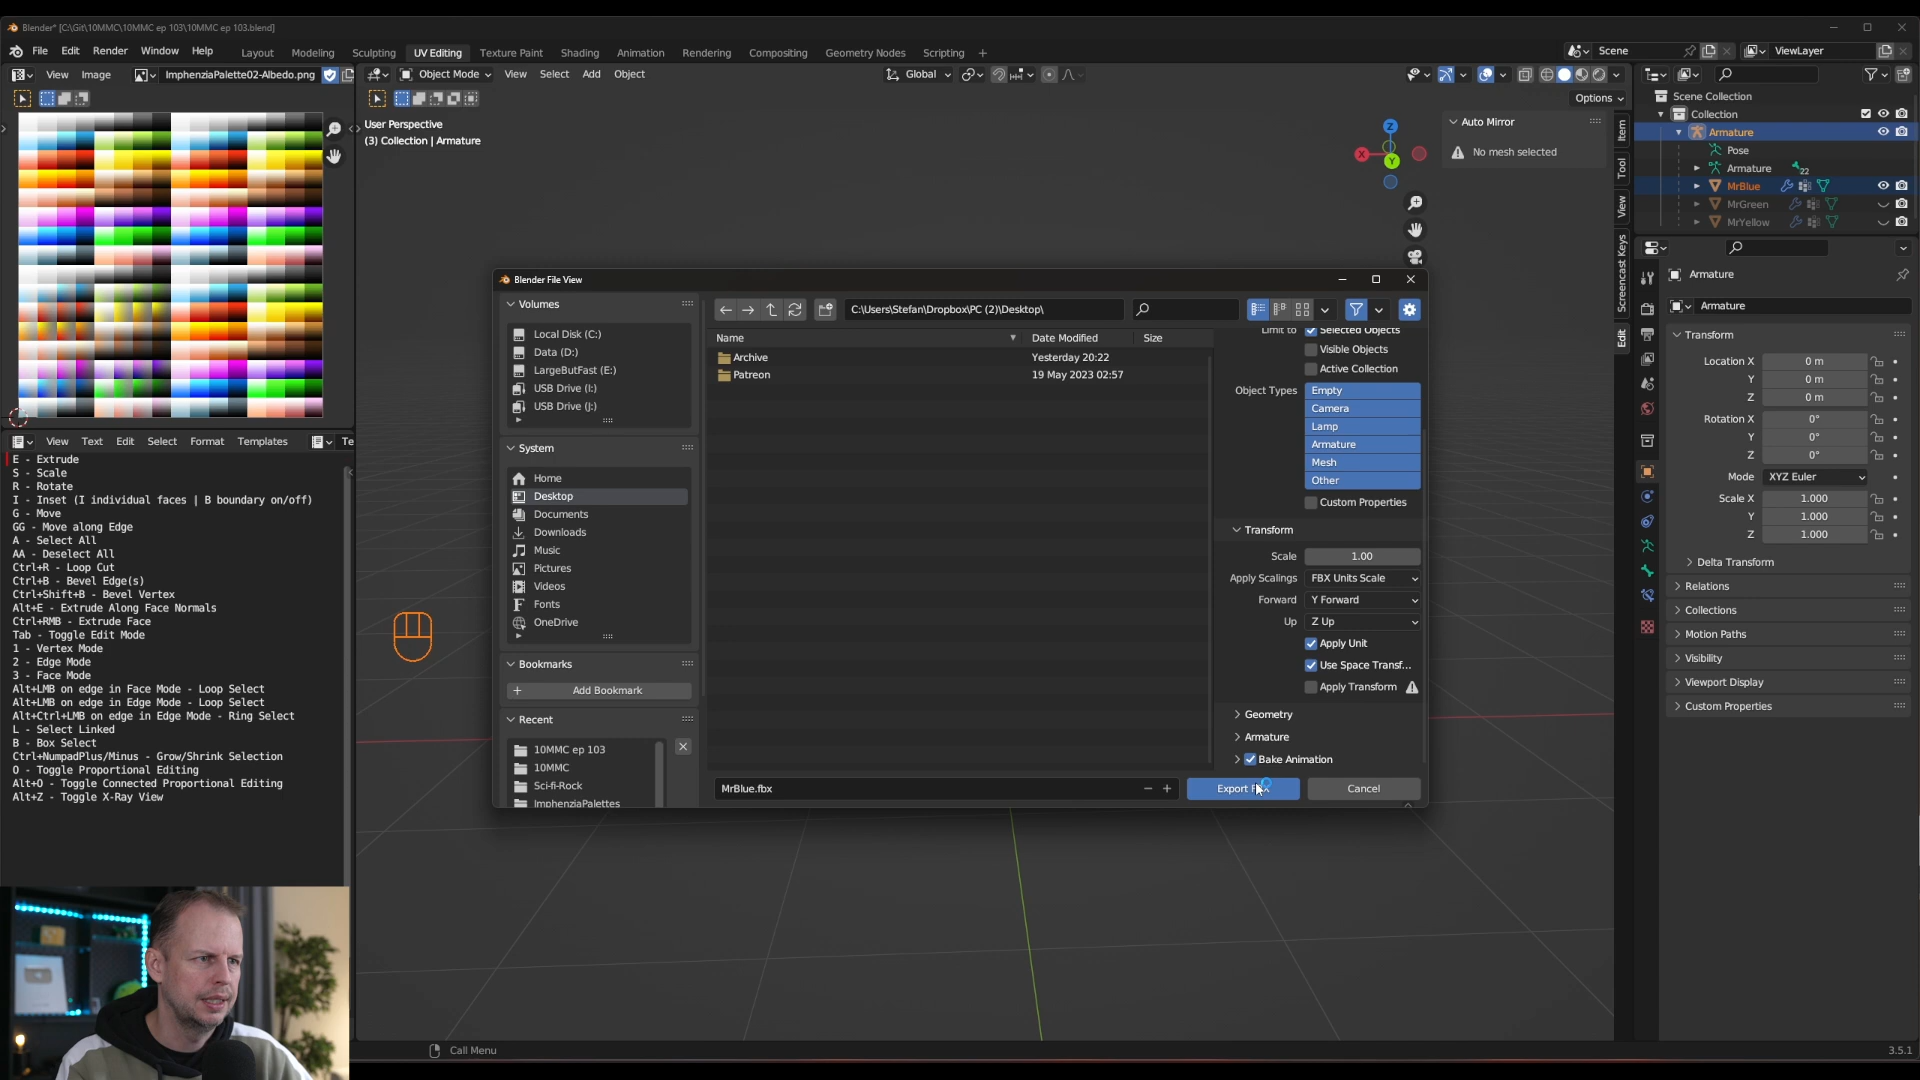 Blender* [C:\Git\10MMC\10MMC ep 103\10MMC ep 103.blend]
File Edit Render Window Help
Layout Modeling Sculpting UV Editing Texture Paint Shading Animation Rendering Compositing Geometry Nodes Scripting +
Scene
ViewLayer
View Image ImphenziaPalette02-Albedo.png
Object Mode View Select Add Object
Global
Options
User Perspective
(3) Collection | Armature
Z
X
Y
Auto Mirror
No mesh selected
Item
Tool
View
Screencast Keys
Edit
Scene Collection
Collection
Armature
Pose
Armature 22
MrBlue
MrGreen
MrYellow
Armature
Armature
Transform
Location X 0 m
Y 0 m
Z 0 m
Rotation X 0°
Y 0°
Z 0°
Mode XYZ Euler
Scale X 1.000
Y 1.000
Z 1.000
Delta Transform
Relations
Collections
Motion Paths
Visibility
Viewport Display
Custom Properties
View Text Edit Select Format Templates Te
E - Extrude
S - Scale
R - Rotate
I - Inset (I individual faces | B boundary on/off)
G - Move
GG - Move along Edge
A - Select All
AA - Deselect All
Ctrl+R - Loop Cut
Ctrl+B - Bevel Edge(s)
Ctrl+Shift+B - Bevel Vertex
Alt+E - Extrude Along Face Normals
Ctrl+RMB - Extrude Face
Tab - Toggle Edit Mode
1 - Vertex Mode
2 - Edge Mode
3 - Face Mode
Alt+LMB on edge in Face Mode - Loop Select
Alt+LMB on edge in Edge Mode - Loop Select
Alt+Ctrl+LMB on edge in Edge Mode - Ring Select
L - Select Linked
B - Box Select
Ctrl+NumpadPlus/Minus - Grow/Shrink Selection
O - Toggle Proportional Editing
Alt+O - Toggle Connected Proportional Editing
Alt+Z - Toggle X-Ray View
Blender File View
Volumes
Local Disk (C:)
Data (D:)
LargeButFast (E:)
USB Drive (I:)
USB Drive (J:)
System
Home
Desktop
Documents
Downloads
Music
Pictures
Videos
Fonts
OneDrive
Bookmarks
Add Bookmark
Recent
10MMC ep 103
10MMC
Sci-fi-Rock
ImphenziaPalettes
C:\Users\Stefan\Dropbox\PC (2)\Desktop\
Name Date Modified Size
Archive Yesterday 20:22
Patreon 19 May 2023 02:57
Limit to Selected Objects
Visible Objects
Active Collection
Object Types Empty
Camera
Lamp
Armature
Mesh
Other
Custom Properties
Transform
Scale 1.00
Apply Scalings FBX Units Scale
Forward Y Forward
Up Z Up
Apply Unit
Use Space Transf...
Apply Transform
Geometry
Armature
Bake Animation
MrBlue.fbx
Export
Cancel
Call Menu
3.5.1